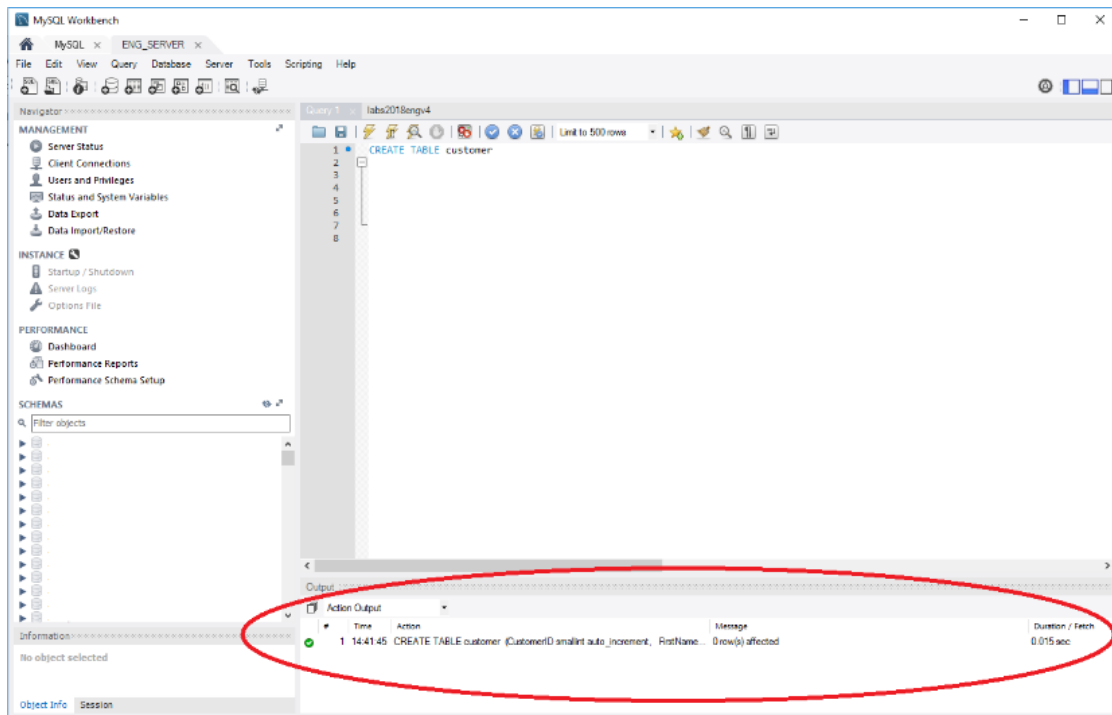 MySQL Workbench
MySQL × ENG_SERVER ×
File Edit View Query Database Server Tools Scripting Help
Navigator
Query 1 × labs2018engv4
MANAGEMENT
Server Status
Client Connections
Users and Privileges
Status and System Variables
Data Export
Data Import/Restore
INSTANCE
Startup / Shutdown
Server Logs
Options File
PERFORMANCE
Dashboard
Performance Reports
Performance Schema Setup
SCHEMAS
Filter objects
Information
No object selected
Object Info Session
Limit to 500 rows
1 CREATE TABLE customer
2
3
4
5
6
7
8
Output
Action Output
# Time Action Message Duration / Fetch
1 14:41:45 CREATE TABLE customer (CustomerID smallint auto_increment, FirstName... 0 row(s) affected 0.015 sec